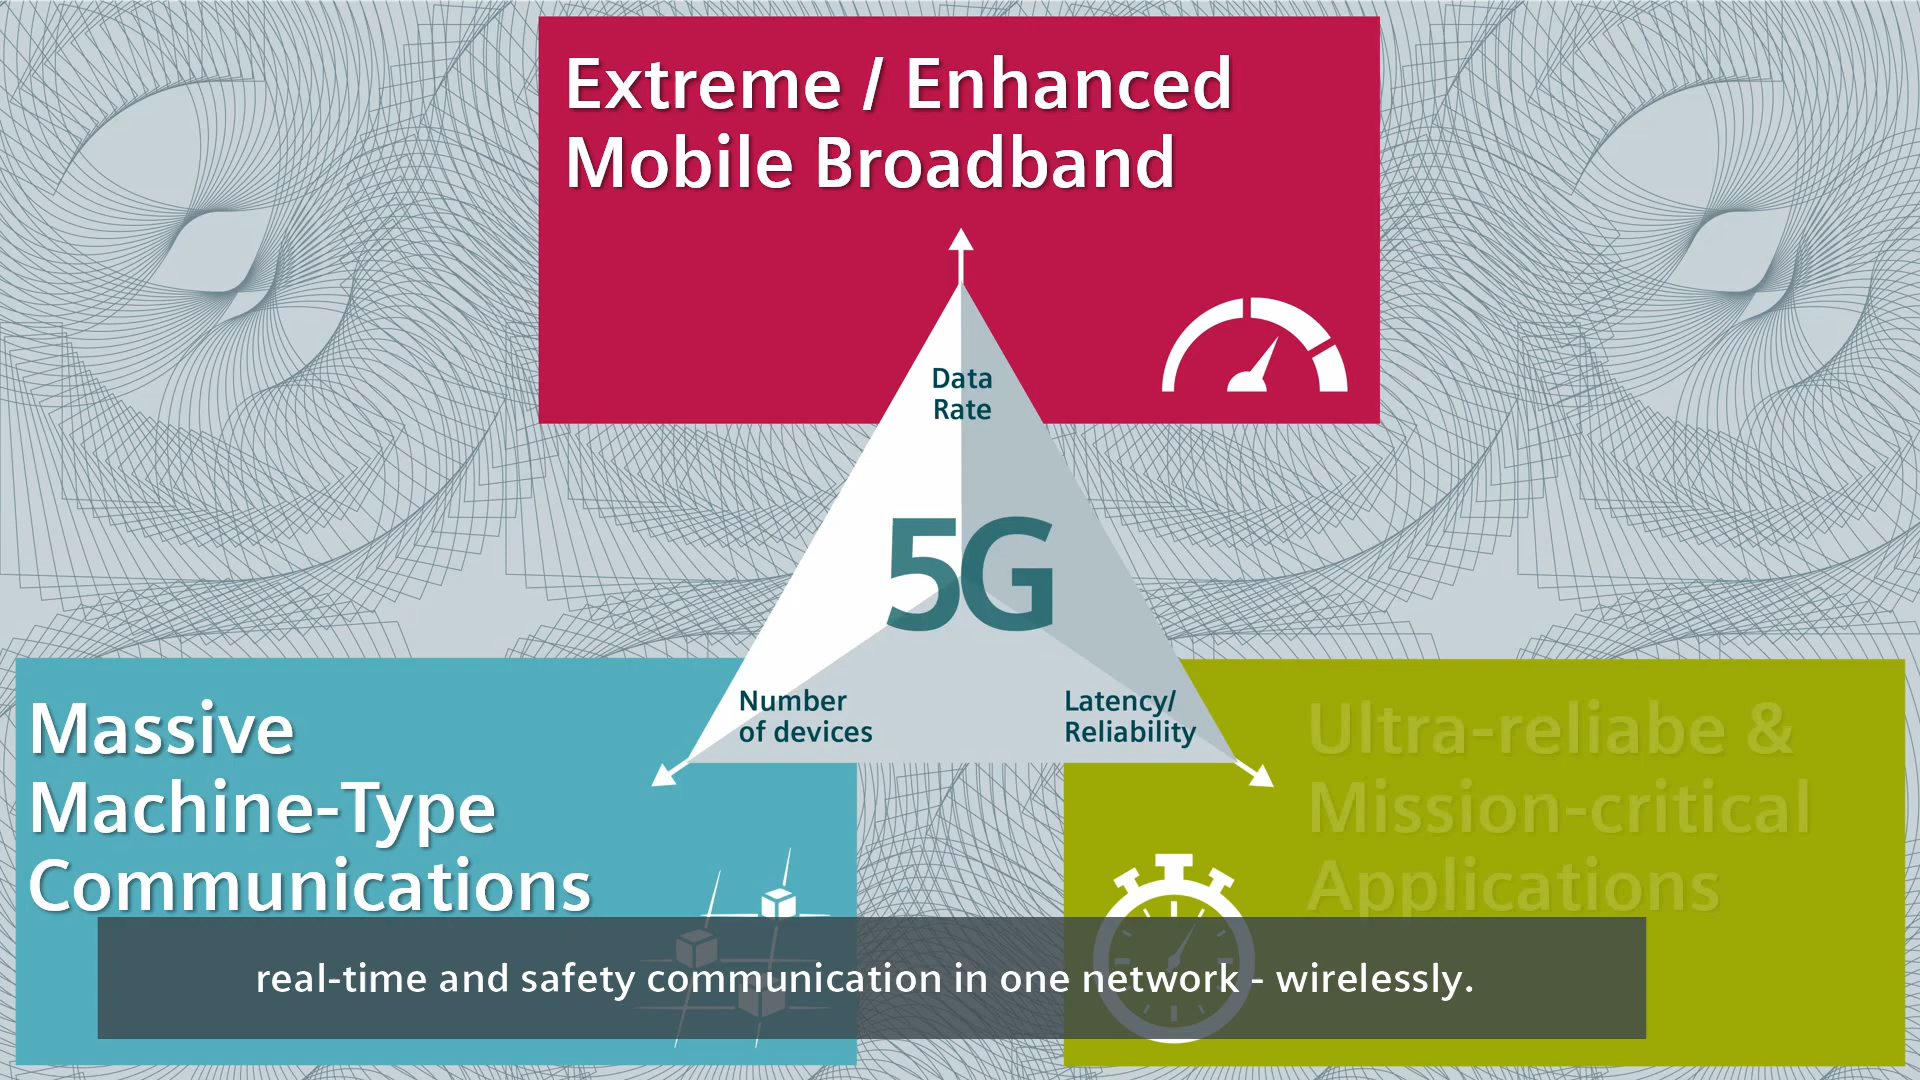 Extreme / Enhanced
Mobile Broadband
Data
Rate
5G
Number
of devices
Latency/
Reliability
Massive
Machine-Type
Communications
Ultra-reliabe &
Mission-critical
Applications
real-time and safety communication in one network - wirelessly.